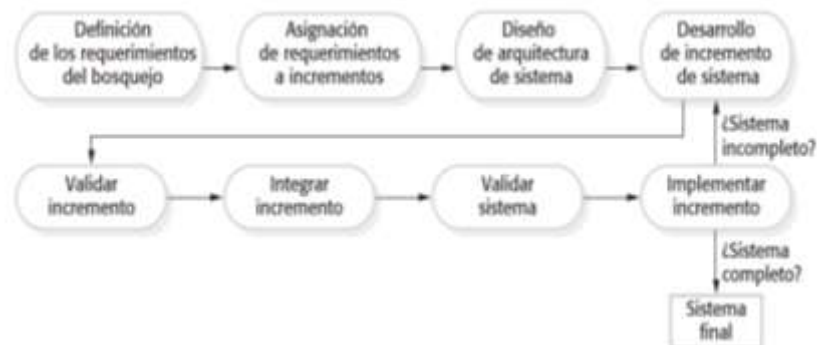 Definición
de los requerimientos
del bosquejo
Asignación
de requerimientos
a incrementos
Diseño
de arquitectura
de sistema
Desarrollo
de incremento
de sistema
¿Sistema
incompleto?
Validar
incremento
Integrar
incremento
Validar
sistema
Implementar
incremento
¿Sistema
completo?
Sistema
final